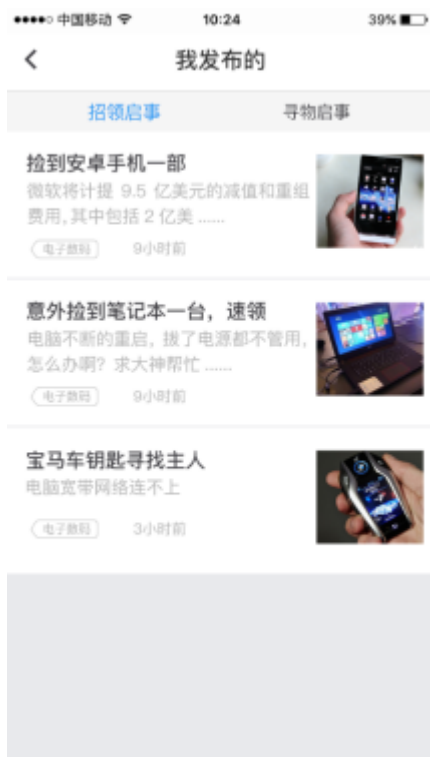 中国移动 10:24 39%
我发布的
招领启事 寻物启事
捡到安卓手机一部
微软将计提 9.5 亿美元的减值和重组
费用,其中包括 2 亿美 ......
电子数码 9小时前
意外捡到笔记本一台，速领
电脑不断的重启，拨了电源都不管用，
怎么办啊？求大神帮忙 ......
电子数码 9小时前
宝马车钥匙寻找主人
电脑宽带网络连不上
电子数码 3小时前